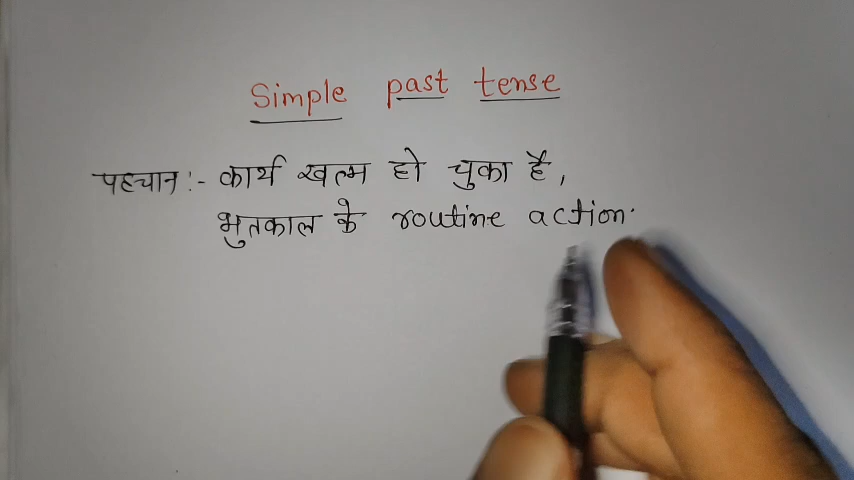 Simple past tense
पहचान :- कार्य खत्म हो चुका है,
भुतकाल के routine action.